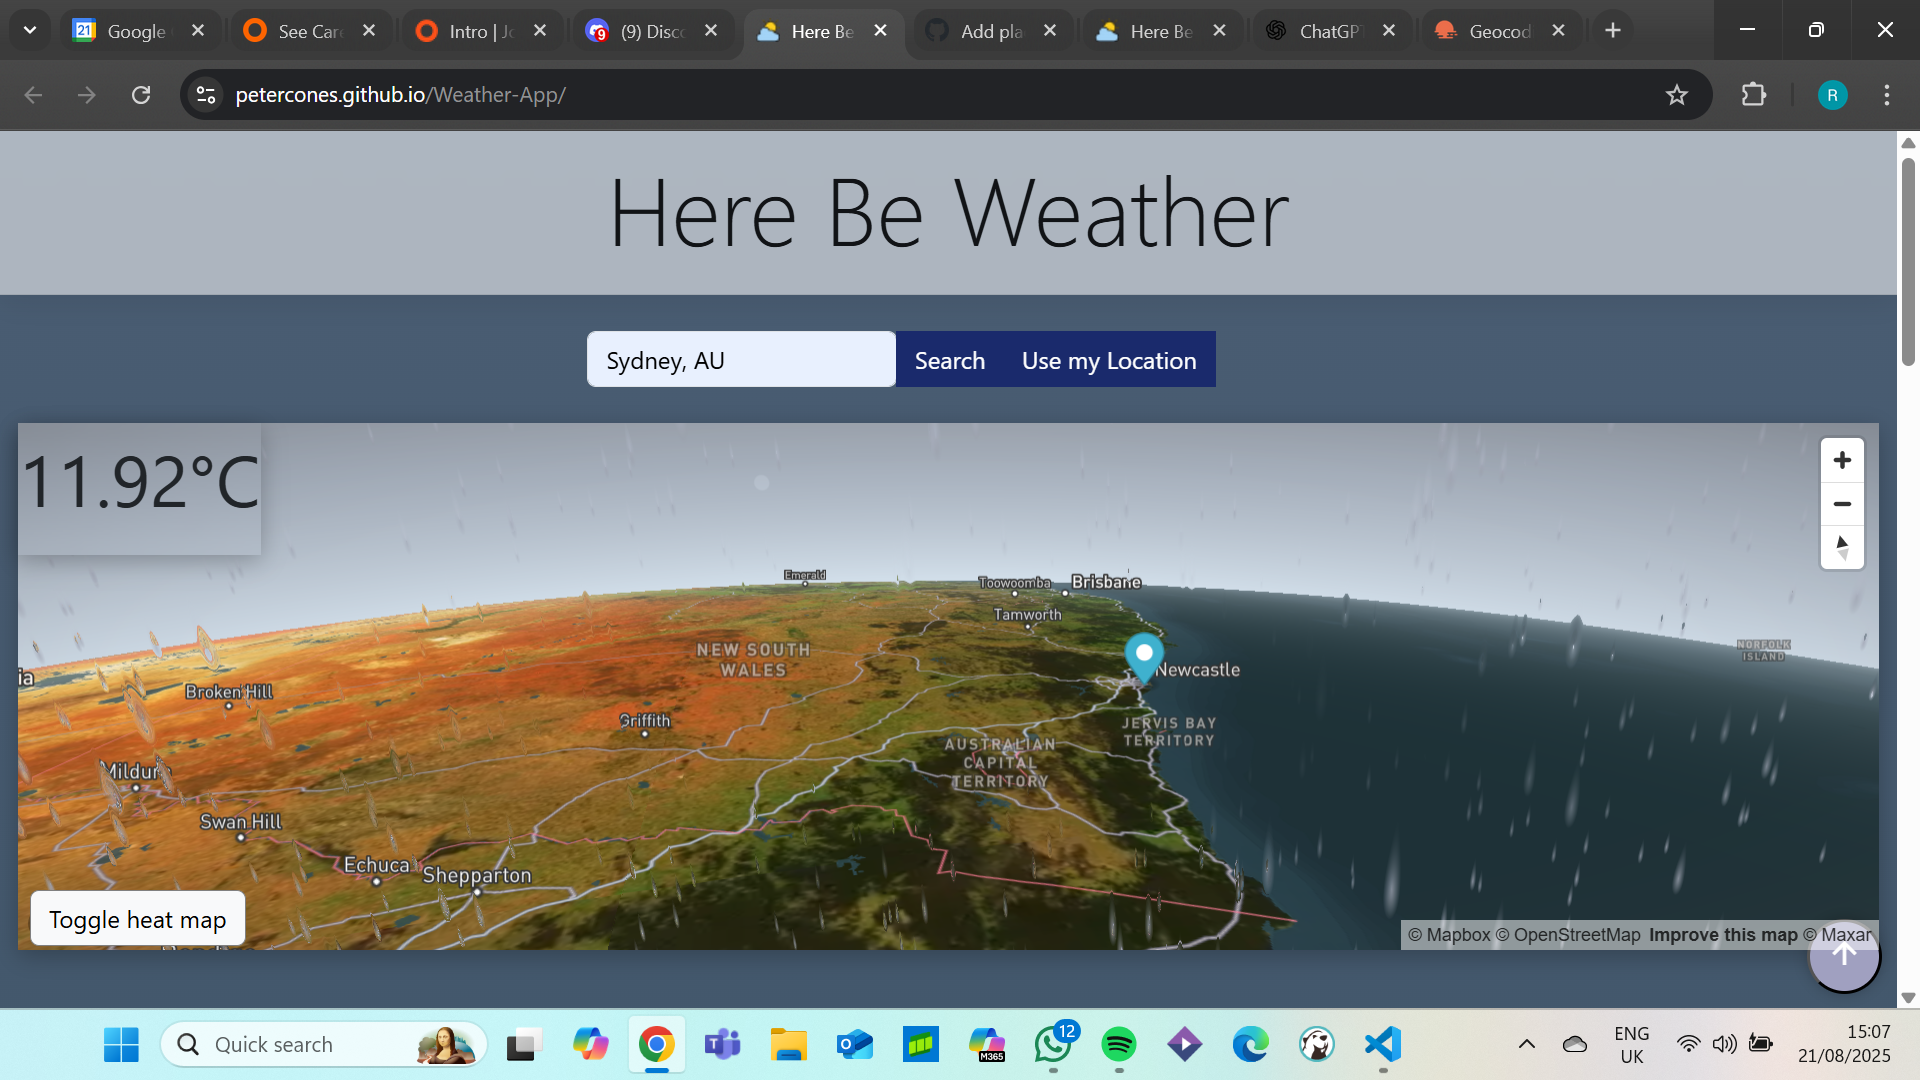 21 Google
See Car
Intro | Jo
9 (9) Disc
Here Be
Add pla
Here Be
ChatGP
Geocod
petercones.github.io/Weather-App/
R
Here Be Weather
Sydney, AU
Search
Use my Location
11.92°C
Emerald
Toowoomba
Brisbane
Tamworth
NEW SOUTH
WALES
NORFOLK
ISLAND
Newcastle
ia
Broken Hill
Griffith
JERVIS BAY
TERRITORY
AUSTRALIAN
CAPITAL
TERRITORY
Mildura
Swan Hill
Echuca
Shepparton
Toggle heat map
© Mapbox © OpenStreetMap Improve this map © Maxar
Quick search
M365
12
ENG
UK
15:07
21/08/2025